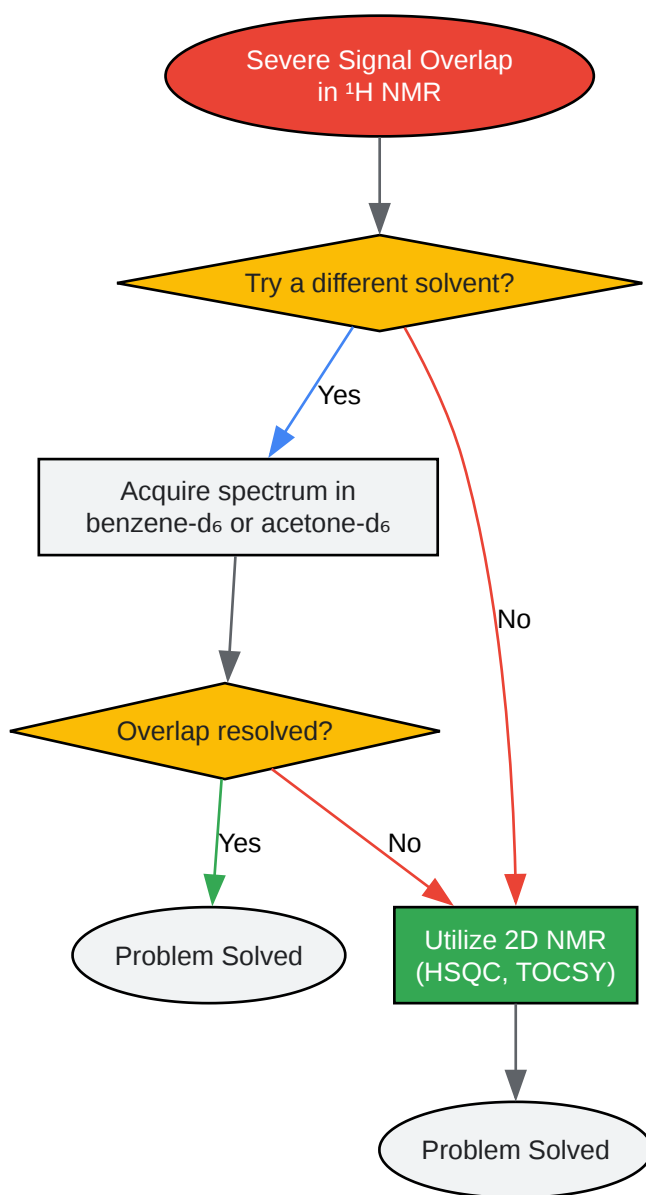 Severe Signal Overlap
in ¹H NMR
Try a different solvent?
Yes
Acquire spectrum in
benzene-d₆ or acetone-d₆
No
Overlap resolved?
Yes
No
Problem Solved
Utilize 2D NMR
(HSQC, TOCSY)
Problem Solved